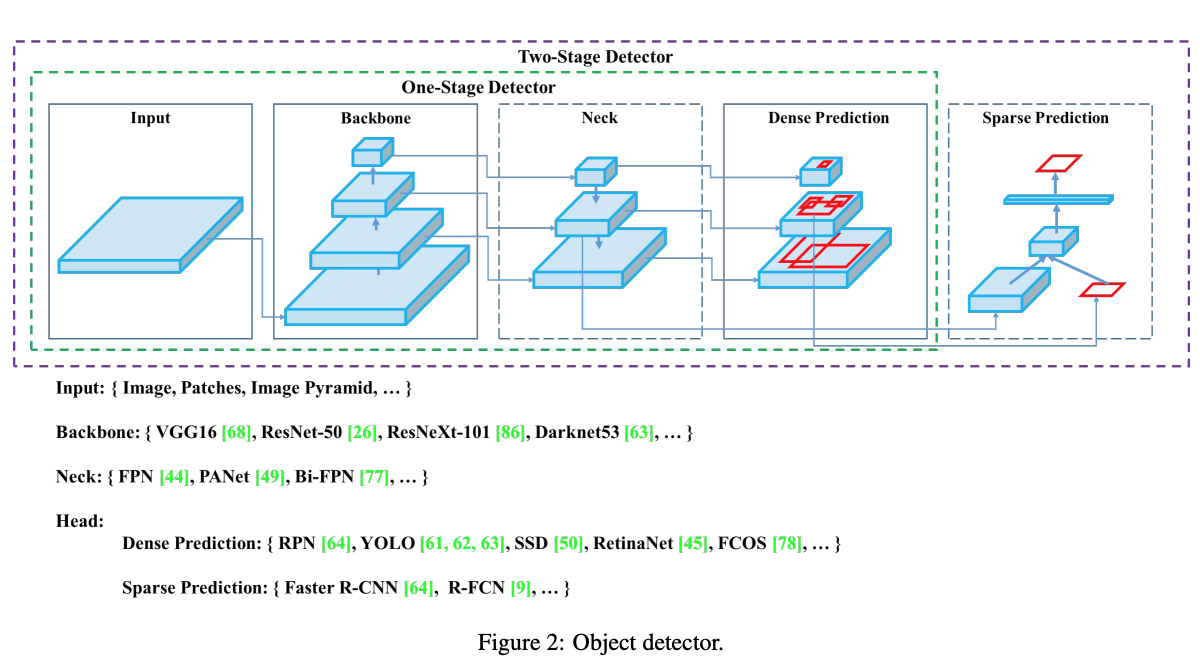 Two-Stage Detector
One-Stage Detector
Input
Backbone
Neck
Dense Prediction
Sparse Prediction
Input: { Image, Patches, Image Pyramid, … }
Backbone: { VGG16 [68], ResNet-50 [26], ResNeXt-101 [86], Darknet53 [63], … }
Neck: { FPN [44], PANet [49], Bi-FPN [77], … }
Head:
Dense Prediction: { RPN [64], YOLO [61, 62, 63], SSD [50], RetinaNet [45], FCOS [78], … }
Sparse Prediction: { Faster R-CNN [64], R-FCN [9], … }
Figure 2: Object detector.